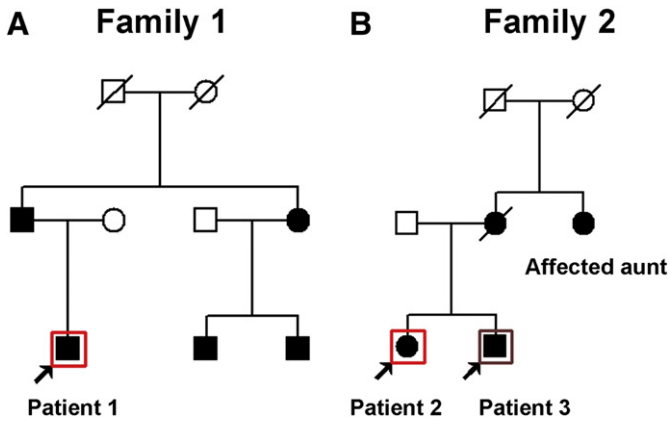 A Family 1
B Family 2
Affected aunt
Patient 1
Patient 2
Patient 3